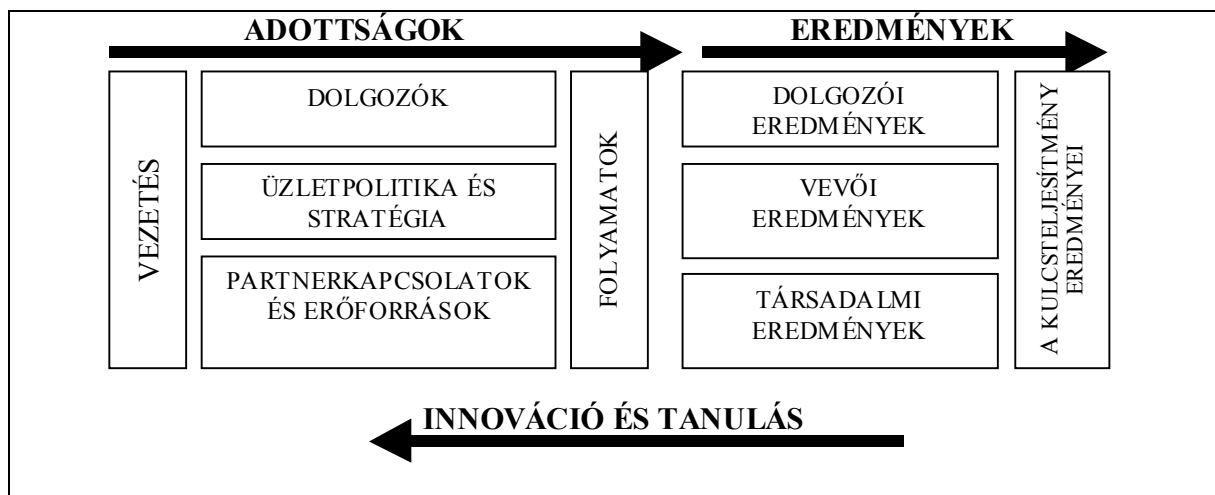 ADOTTSÁGOK
EREDMÉNYEK
VEZETÉS
DOLGOZÓK
ÜZLETPOLITIKA ÉS
STRATÉGIA
PARTNERKAPCSOLATOK
ÉS ERŐFORRÁSOK
FOLYAMATOK
DOLGOZÓI
EREDMÉNYEK
VEVŐI
EREDMÉNYEK
TÁRSADALMI
EREDMÉNYEK
A KULCSTELJESÍTMÉNY
EREDMÉNYEI
INNOVÁCIÓ ÉS TANULÁS